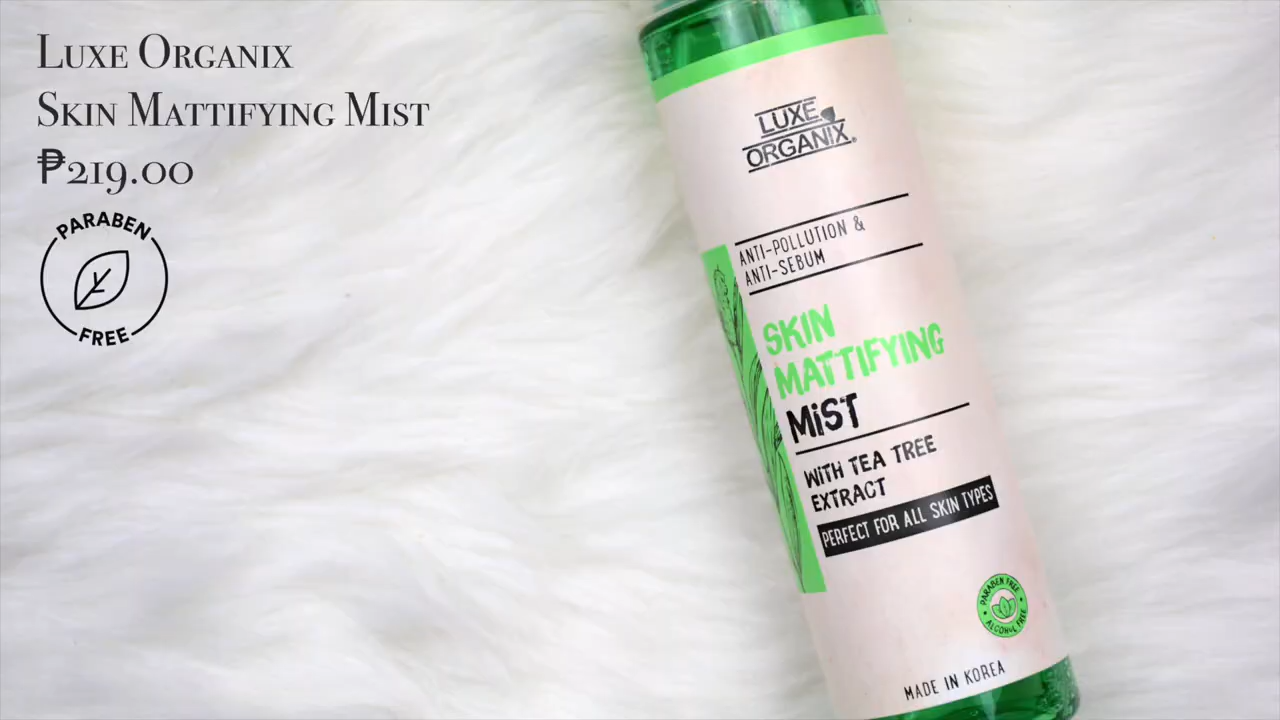 Luxe Organix
Skin Mattifying Mist
₱219.00
PARABEN
FREE
LUXE
ORGANIX®
ANTI-POLLUTION &
ANTI-SEBUM
SKIN
MATTIFYING
MiST
WiTH TEA TREE
EXTRACT
PERFECT FOR ALL SKIN TYPES
PARABEN FREE
ALCOHOL FREE
MADE IN KOREA